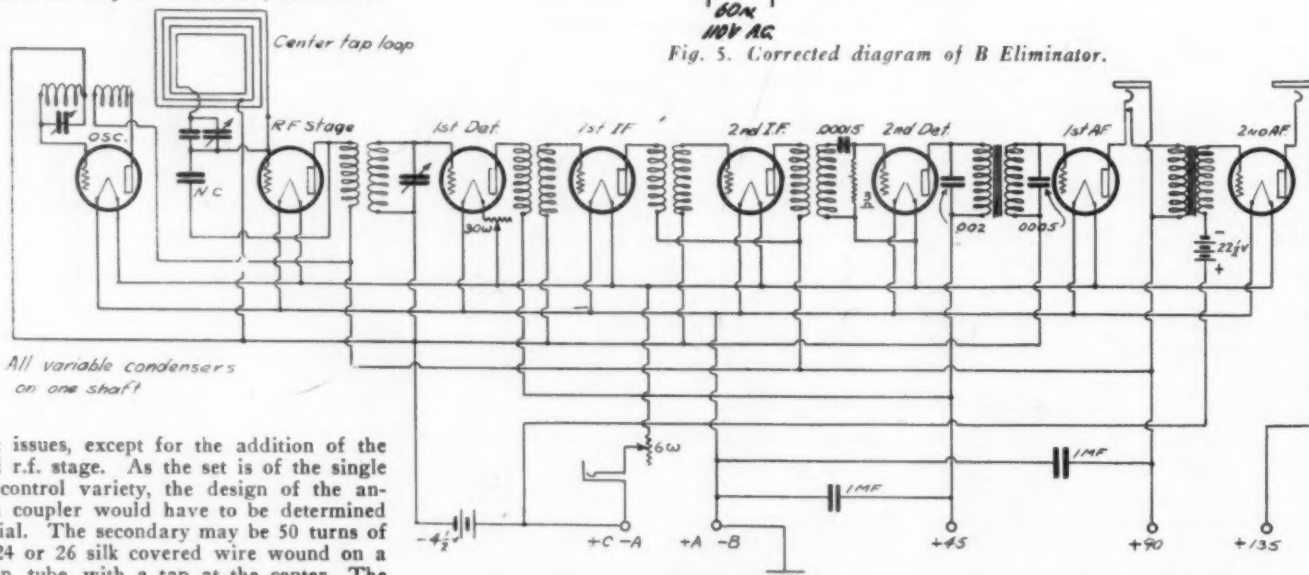 60~
110V A.C.
Fig. 5. Corrected diagram of B Eliminator.
Center tap loop
OSC.
RF Stage
1st Det.
1st IF
2nd I.F.
.00015
2nd Det.
1st AF
2ND AF.
N.C
30ω
.002
.0005
22½V
All variable condensers
on one shaft
6ω
1MF
1MF
-4½V
+C -A
+A -B
+45
+90
+135
issues, except for the addition of the
r.f. stage. As the set is of the single
control variety, the design of the an-
coupler would have to be determined
ial. The secondary may be 50 turns of
24 or 26 silk covered wire wound on a
tube, with a tap at the center. The